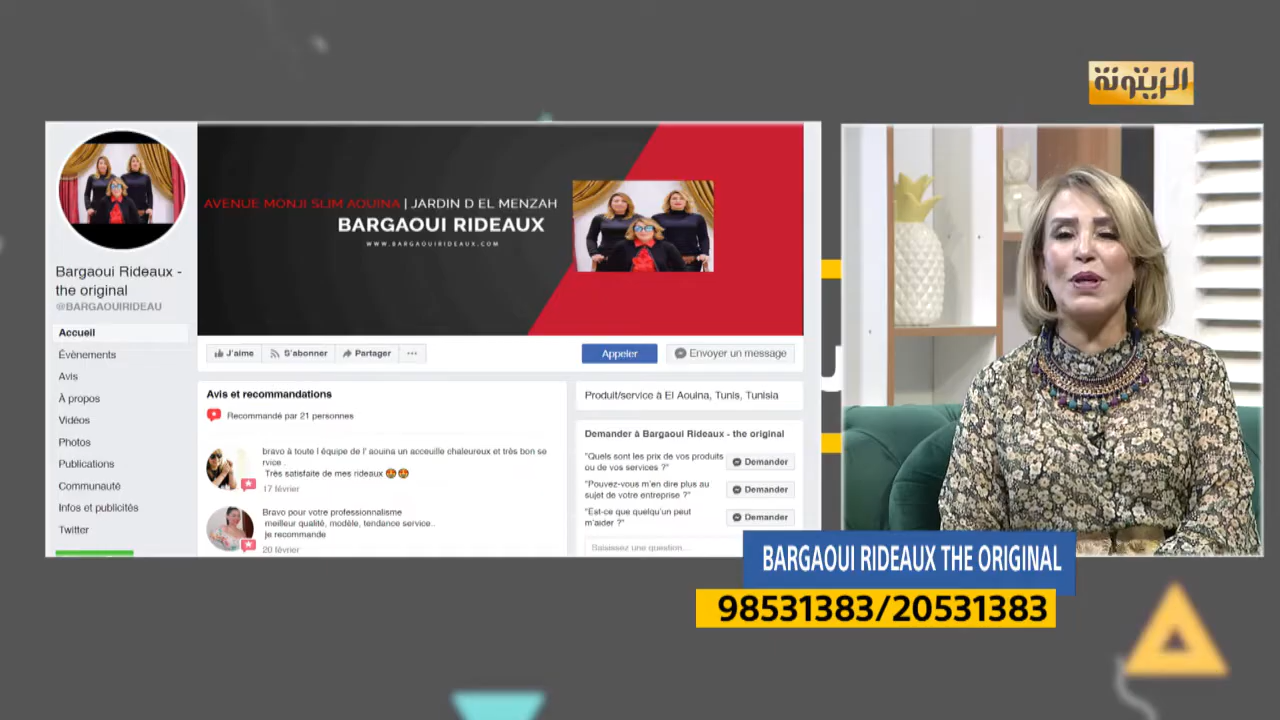 الزيتونة
AVENUE MONJI SLIM AOUINA | JARDIN D EL MENZAH
BARGAOUI RIDEAUX
WWW.BARGAOUIRIDEAUX.COM
Bargaoui Rideaux -
the original
@BARGAOUIRIDEAU
Accueil
Évènements
Avis
À propos
Vidéos
Photos
Publications
Communauté
Infos et publicités
Twitter
J'aime
S'abonner
Partager
...
Appeler
Envoyer un message
Avis et recommandations
Recommandé par 21 personnes
bravo à toute l équipe de l' aouina un acceuille chaleureux et très bon se
rvice .
Très satisfaite de mes rideaux 😍😍
17 février
Bravo pour votre professionnalisme
meilleur qualité, modèle, tendance service..
je recommande
20 février
Produit/service à El Aouina, Tunis, Tunisia
Demander à Bargaoui Rideaux - the original
"Quels sont les prix de vos produits
ou de vos services ?"
Demander
"Pouvez-vous m'en dire plus au
sujet de votre entreprise ?"
Demander
"Est-ce que quelqu'un peut
m'aider ?"
Demander
Saisissez une question...
BARGAOUI RIDEAUX THE ORIGINAL
98531383/20531383